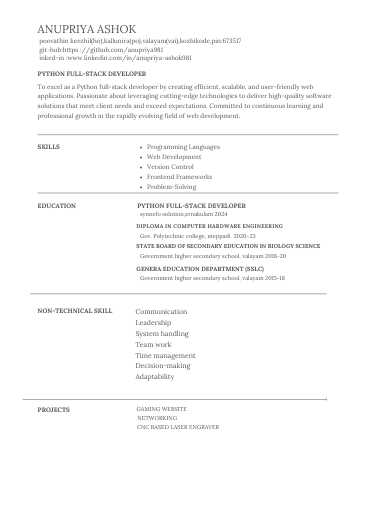 ANUPRIYA ASHOK
poovathin keezhil(ho),kallunira(po),valayam(vai),kozhikode,pin:673517
git-hub:https ://github.com/anupriya981
inked-in :www.linkedin.com/in/anupriya-ashok981
PYTHON FULL-STACK DEVELOPER
To excel as a Python full-stack developer by creating efficient, scalable, and user-friendly web
applications. Passionate about leveraging cutting-edge technologies to deliver high-quality software
solutions that meet client needs and exceed expectations. Committed to continuous learning and
professional growth in the rapidly evolving field of web development.
SKILLS
• Programming Languages
• Web Development
• Version Control
• Frontend Frameworks
• Problem-Solving
EDUCATION
PYTHON FULL-STACK DEVELOPER
synnefo solution,ernakulam 2024
DIPLOMA IN COMPUTER HARDWARE ENGINEERING
Gov. Polytechnic college, meppadi 2020-23
STATE BOARD OF SECONDARY EDUCATION IN BIOLOGY SCIENCE
Government higher secondary school, valayam 2018-20
GENERA EDUCATION DEPARTMENT (SSLC)
Government higher secondary school, valayam 2015-18
NON-TECHNICAL SKILL
Communication
Leadership
System handling
Team work
Time management
Decision-making
Adaptability
PROJECTS
GAMING WEBSITE
NETWORKING
CNC BASED LASER ENGRAVER